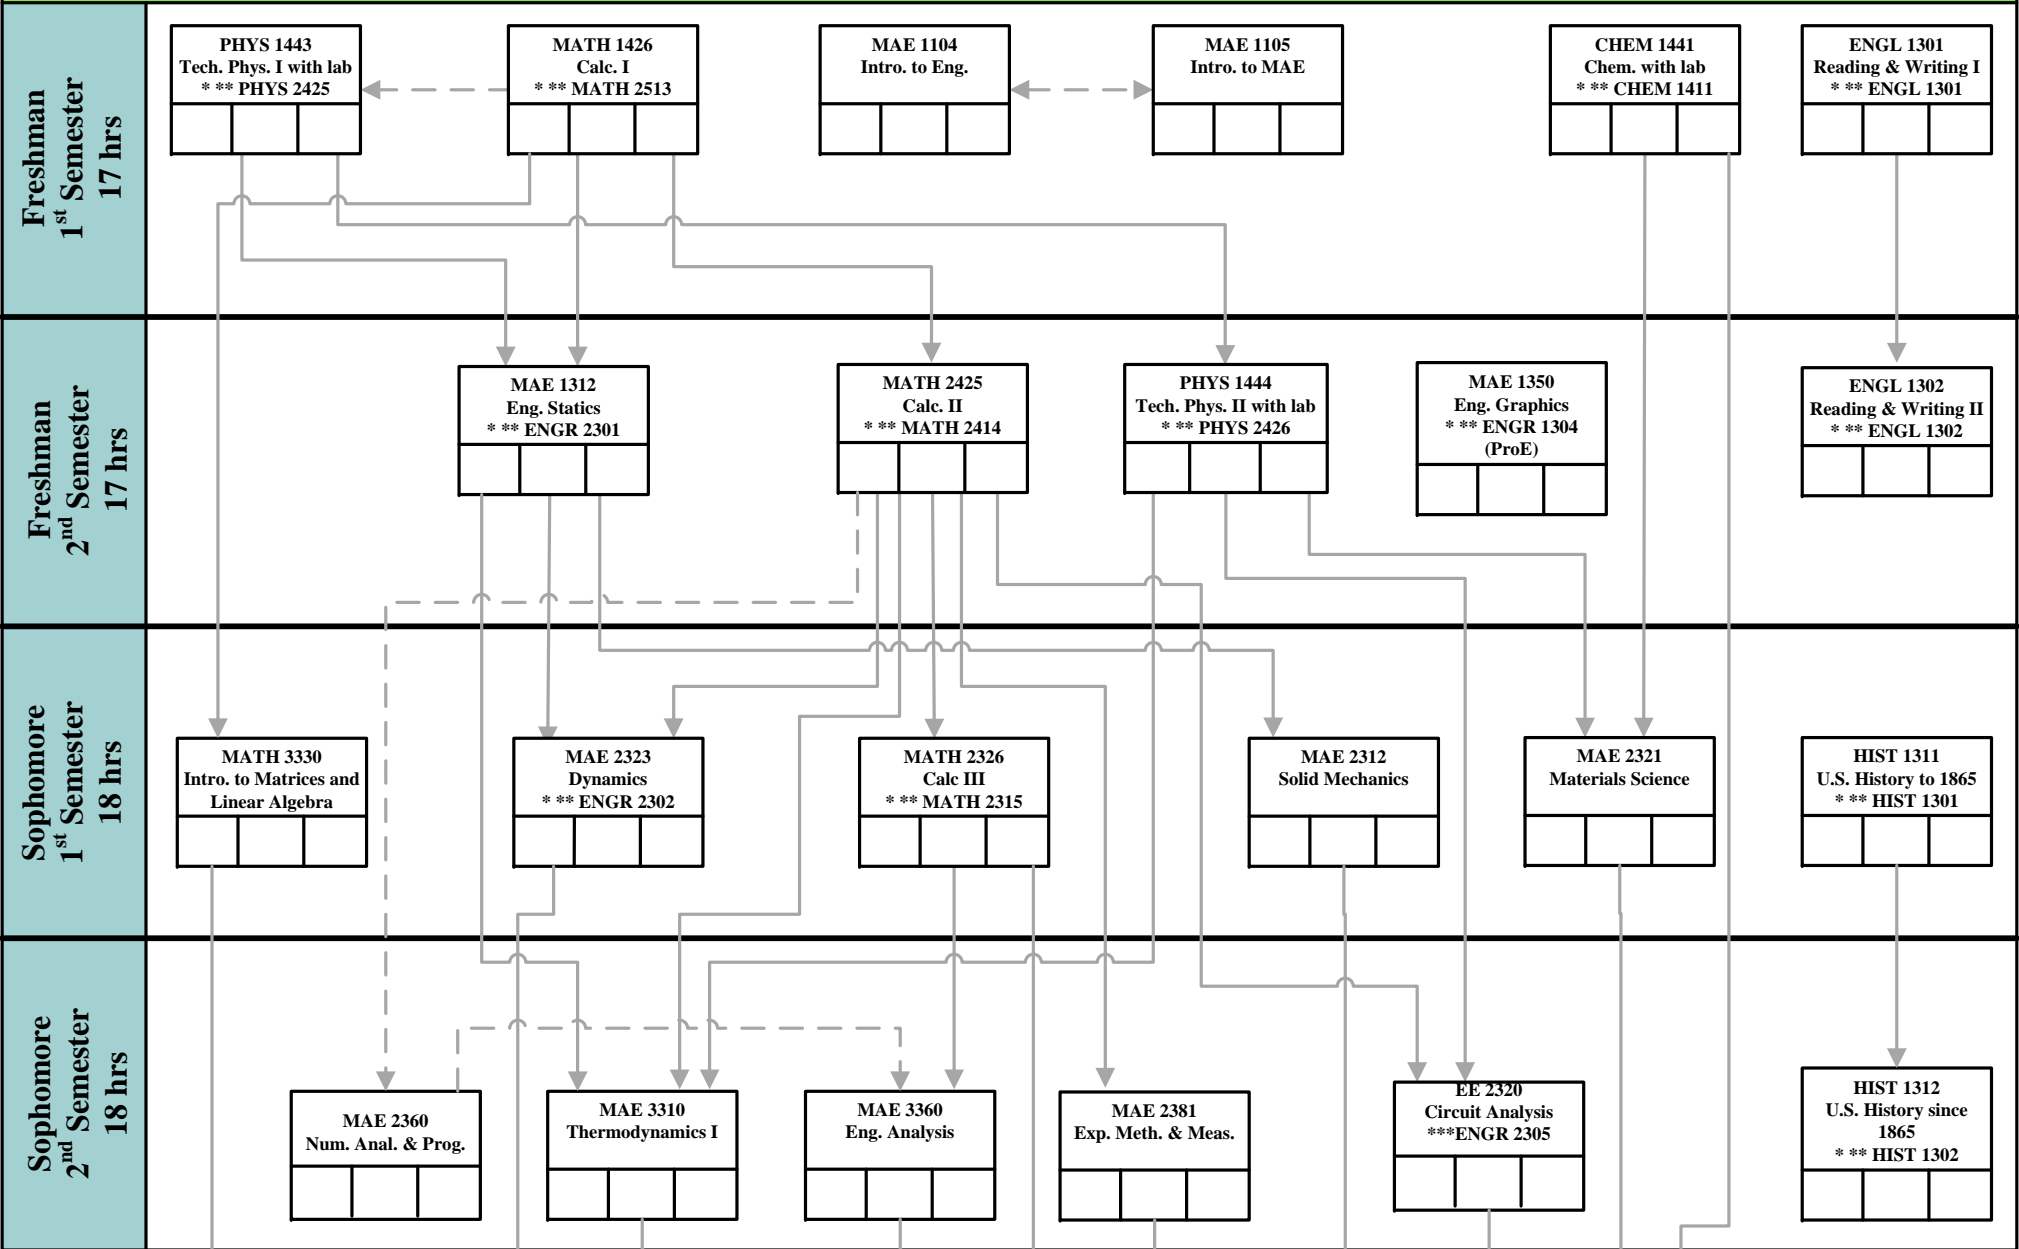 Freshman
1st Semester
17 hrs
PHYS 1443
Tech. Phys. I with lab
* ** PHYS 2425
MATH 1426
Calc. I
* ** MATH 2513
MAE 1104
Intro. to Eng.
MAE 1105
Intro. to MAE
CHEM 1441
Chem. with lab
* ** CHEM 1411
ENGL 1301
Reading & Writing I
* ** ENGL 1301
Freshman
2nd Semester
17 hrs
MAE 1312
Eng. Statics
* ** ENGR 2301
MATH 2425
Calc. II
* ** MATH 2414
PHYS 1444
Tech. Phys. II with lab
* ** PHYS 2426
MAE 1350
Eng. Graphics
* ** ENGR 1304
(ProE)
ENGL 1302
Reading & Writing II
* ** ENGL 1302
Sophomore
1st Semester
18 hrs
MATH 3330
Intro. to Matrices and
Linear Algebra
MAE 2323
Dynamics
* ** ENGR 2302
MATH 2326
Calc III
* ** MATH 2315
MAE 2312
Solid Mechanics
MAE 2321
Materials Science
HIST 1311
U.S. History to 1865
* ** HIST 1301
Sophomore
2nd Semester
18 hrs
MAE 2360
Num. Anal. & Prog.
MAE 3310
Thermodynamics I
MAE 3360
Eng. Analysis
MAE 2381
Exp. Meth. & Meas.
EE 2320
Circuit Analysis
***ENGR 2305
HIST 1312
U.S. History since
1865
* ** HIST 1302